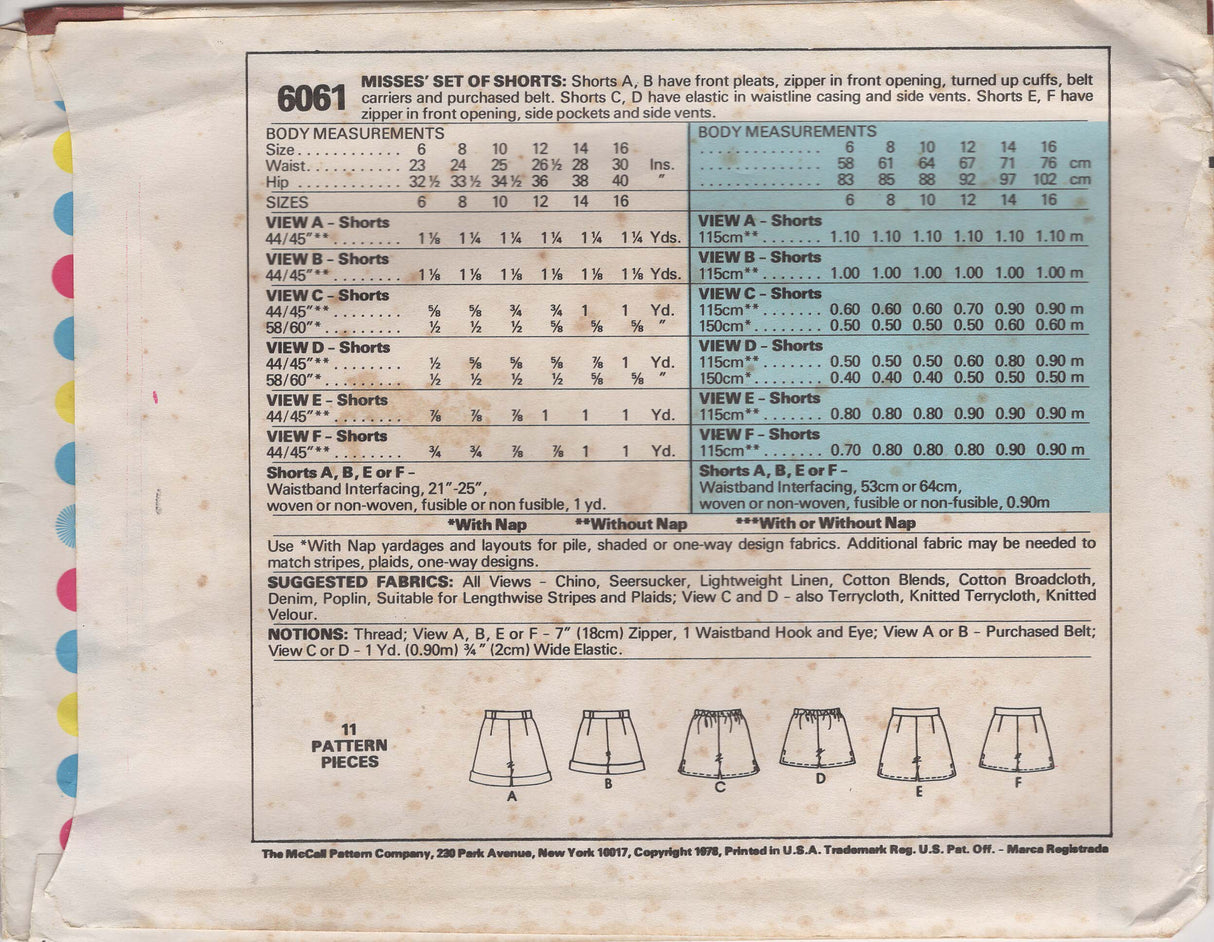 6061 MISSES' SET OF SHORTS: Shorts A, B have front pleats, zipper in front opening, turned up cuffs, belt
carriers and purchased belt. Shorts C, D have elastic in waistline casing and side vents. Shorts E, F have
zipper in front opening, side pockets and side vents.
BODY MEASUREMENTS
Size............ 6 8 10 12 14 16
Waist............ 23 24 25 26½ 28 30 Ins.
Hip ............ 32½ 33½ 34½ 36 38 40 "
SIZES 6 8 10 12 14 16
VIEW A – Shorts
44/45"** ........ 1⅛ 1¼ 1¼ 1¼ 1¼ 1¼ Yds.
VIEW B – Shorts
44/45"** ........ 1⅛ 1⅛ 1⅛ 1⅛ 1⅛ 1⅛ Yds.
VIEW C – Shorts
44/45"** ........ ⅝ ⅝ ¾ ¾ 1 1 Yd.
58/60"* ......... ½ ½ ½ ⅝ ⅝ ⅝ "
VIEW D – Shorts
44/45"** ........ ½ ⅝ ⅝ ⅝ ⅞ 1 Yd.
58/60"* ......... ½ ½ ½ ½ ⅝ ⅝ "
VIEW E – Shorts
44/45"** ........ ⅞ ⅞ ⅞ 1 1 1 Yd.
VIEW F – Shorts
44/45"** ........ ¾ ¾ ⅞ ⅞ 1 1 Yd.
Shorts A, B, E or F –
Waistband Interfacing, 21"-25",
woven or non-woven, fusible or non fusible, 1 yd.
BODY MEASUREMENTS
.............. 6 8 10 12 14 16
.............. 58 61 64 67 71 76 cm
.............. 83 85 88 92 97 102 cm
6 8 10 12 14 16
VIEW A – Shorts
115cm** ....... 1.10 1.10 1.10 1.10 1.10 1.10 m
VIEW B – Shorts
115cm** ....... 1.00 1.00 1.00 1.00 1.00 1.00 m
VIEW C – Shorts
115cm** ....... 0.60 0.60 0.60 0.70 0.90 0.90 m
150cm* ........ 0.50 0.50 0.50 0.50 0.60 0.60 m
VIEW D – Shorts
115cm** ....... 0.50 0.50 0.50 0.60 0.80 0.90 m
150cm* ........ 0.40 0.40 0.40 0.50 0.50 0.50 m
VIEW E – Shorts
115cm** ....... 0.80 0.80 0.80 0.90 0.90 0.90 m
VIEW F – Shorts
115cm** ....... 0.70 0.80 0.80 0.80 0.90 0.90 m
Shorts A, B, E or F –
Waistband Interfacing, 53cm or 64cm,
woven or non-woven, fusible or non-fusible, 0.90m
*With Nap **Without Nap ***With or Without Nap
Use *With Nap yardages and layouts for pile, shaded or one-way design fabrics. Additional fabric may be needed to
match stripes, plaids, one-way designs.
SUGGESTED FABRICS: All Views – Chino, Seersucker, Lightweight Linen, Cotton Blends, Cotton Broadcloth,
Denim, Poplin, Suitable for Lengthwise Stripes and Plaids; View C and D – also Terrycloth, Knitted Terrycloth, Knitted
Velour.
NOTIONS: Thread; View A, B, E or F – 7" (18cm) Zipper, 1 Waistband Hook and Eye; View A or B – Purchased Belt;
View C or D – 1 Yd. (0.90m) ¾" (2cm) Wide Elastic.
11
PATTERN
PIECES
A B C D E F
The McCall Pattern Company, 230 Park Avenue, New York 10017, Copyright 1978, Printed in U.S.A. Trademark Reg. U.S. Pat. Off. – Marca Registrada